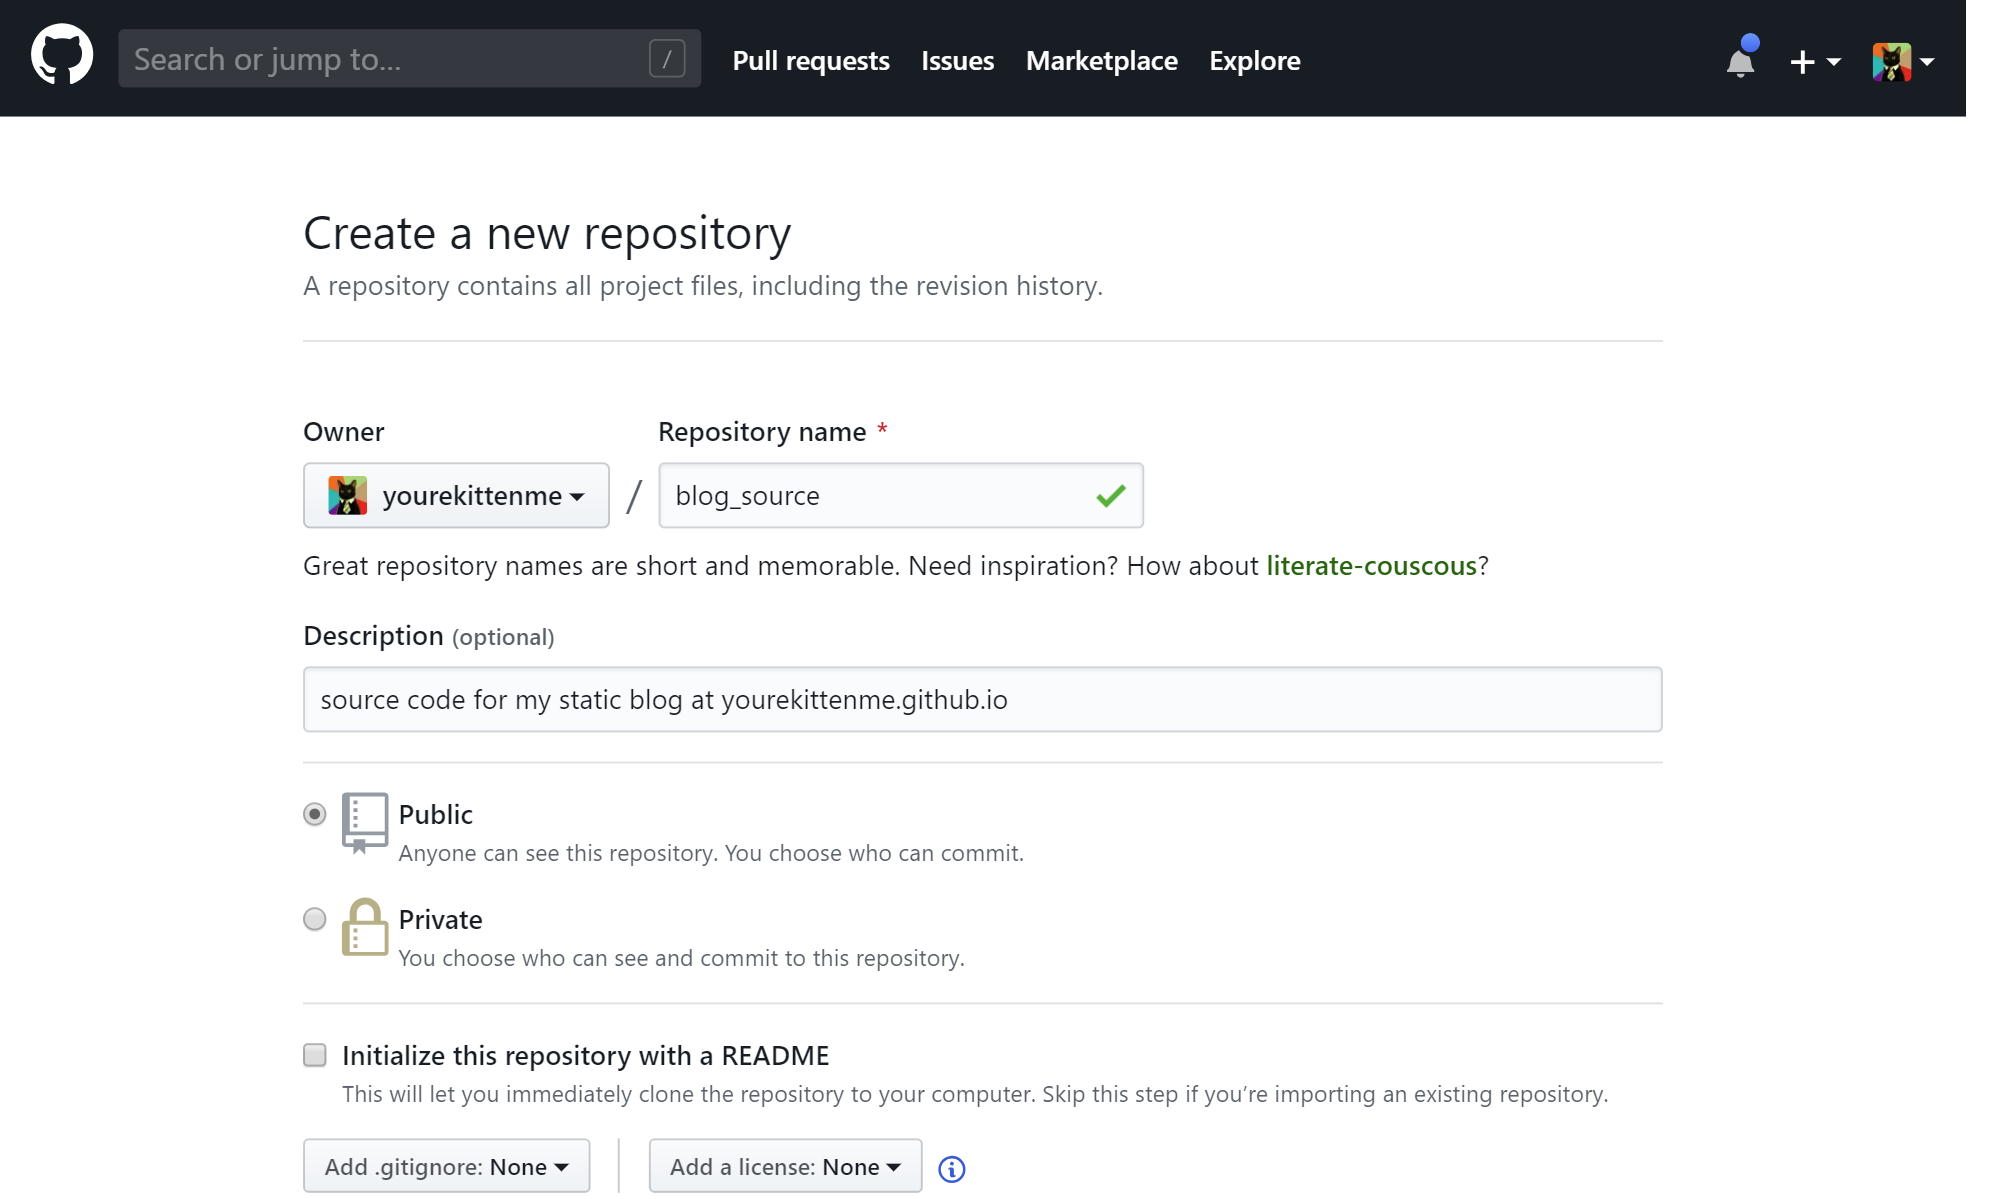 Search or jump to... /
Pull requests Issues Marketplace Explore
Create a new repository
A repository contains all project files, including the revision history.
Owner Repository name *
yourekittenme / blog_source
Great repository names are short and memorable. Need inspiration? How about literate-couscous?
Description (optional)
source code for my static blog at yourekittenme.github.io
Public
Anyone can see this repository. You choose who can commit.
Private
You choose who can see and commit to this repository.
Initialize this repository with a README
This will let you immediately clone the repository to your computer. Skip this step if you’re importing an existing repository.
Add .gitignore: None Add a license: None